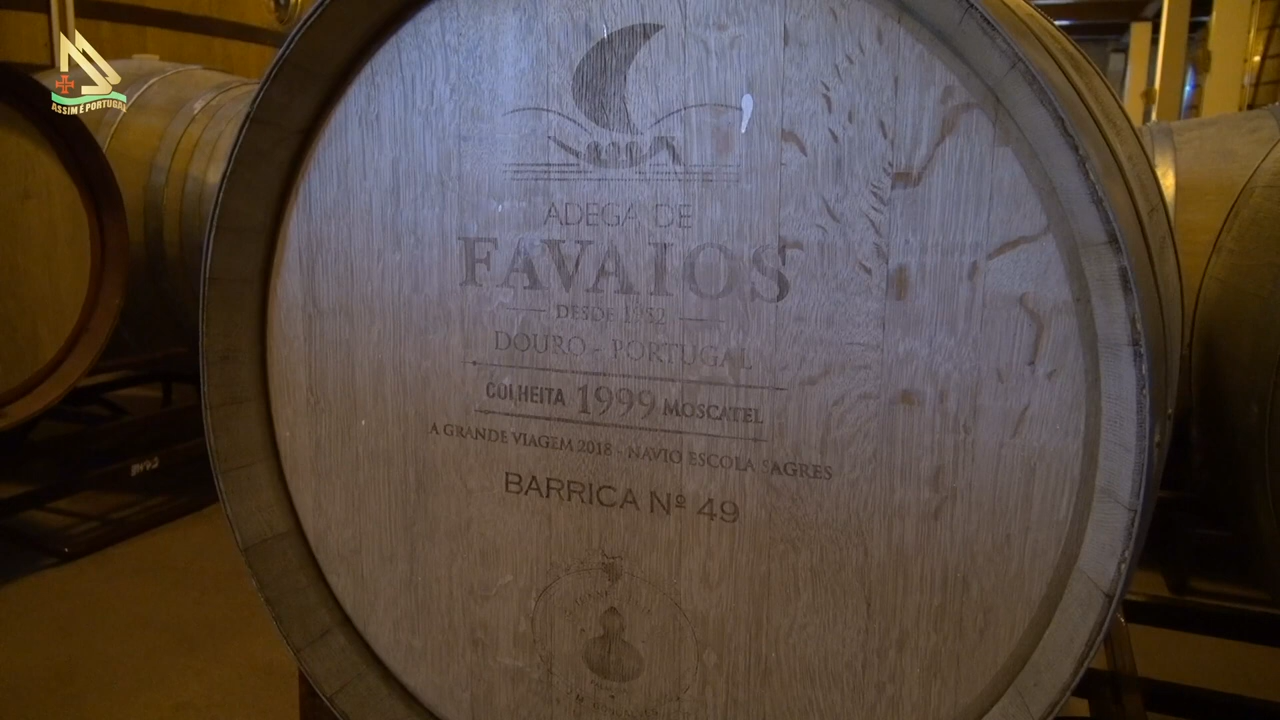 ASSIM É PORTUGAL
ADEGA DE
FAVAIOS
DESDE 1952
DOURO - PORTUGAL
COLHEITA 1999 MOSCATEL
A GRANDE VIAGEM 2018 - NAVIO ESCOLA SAGRES
BARRICA Nº 49